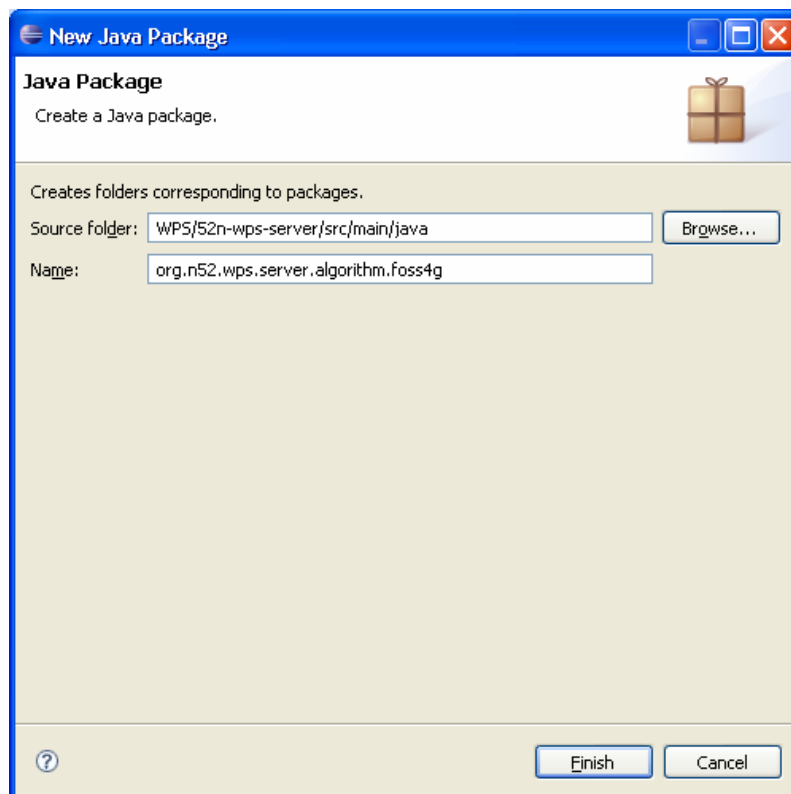 New Java Package
Java Package
Create a Java package.
Creates folders corresponding to packages.
Source folder: WPS/52n-wps-server/src/main/java Browse...
Name: org.n52.wps.server.algorithm.foss4g
? Finish Cancel